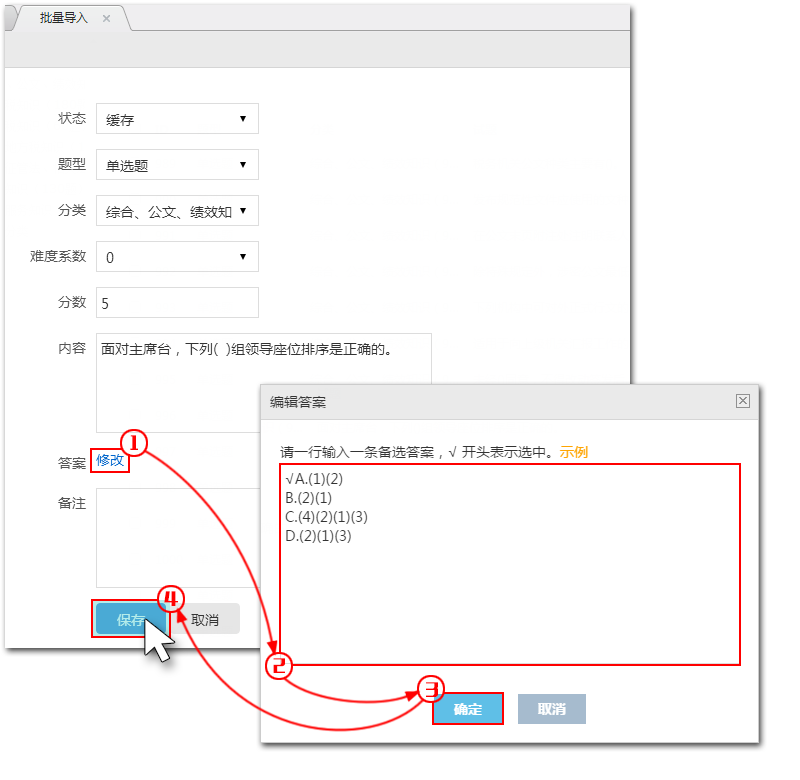 批量导入 ×
状态 缓存
题型 单选题
分类 综合、公文、绩效知
难度系数 0
分数 5
内容 面对主席台，下列( )组领导座位排序是正确的。
答案 修改 1
备注
保存 4 取消
编辑答案
请一行输入一条备选答案，√ 开头表示选中。示例
√A.(1)(2)
B.(2)(1)
C.(4)(2)(1)(3)
D.(2)(1)(3)
2
3
确定 取消